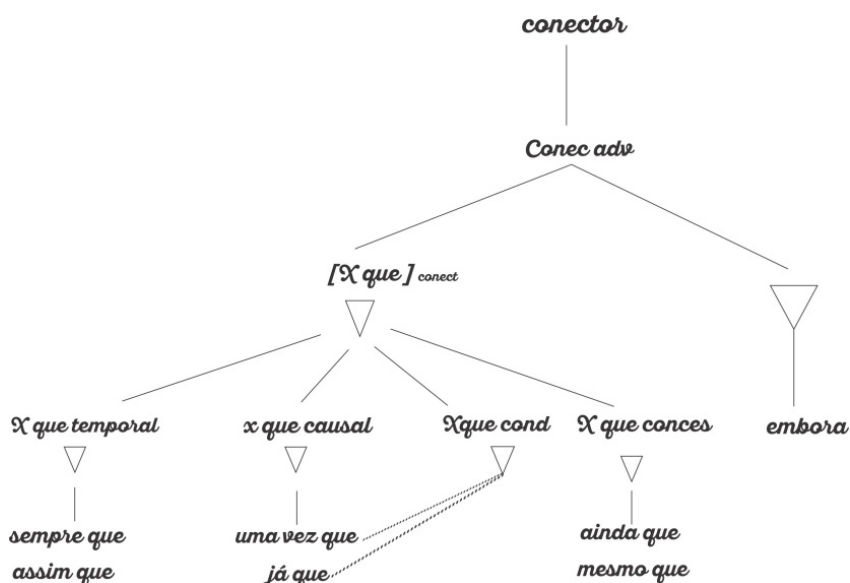 conector
Conec adv
[X que] conect
X que temporal
x que causal
Xque cond
X que conces
embora
sempre que
assim que
uma vez que
já que
ainda que
mesmo que